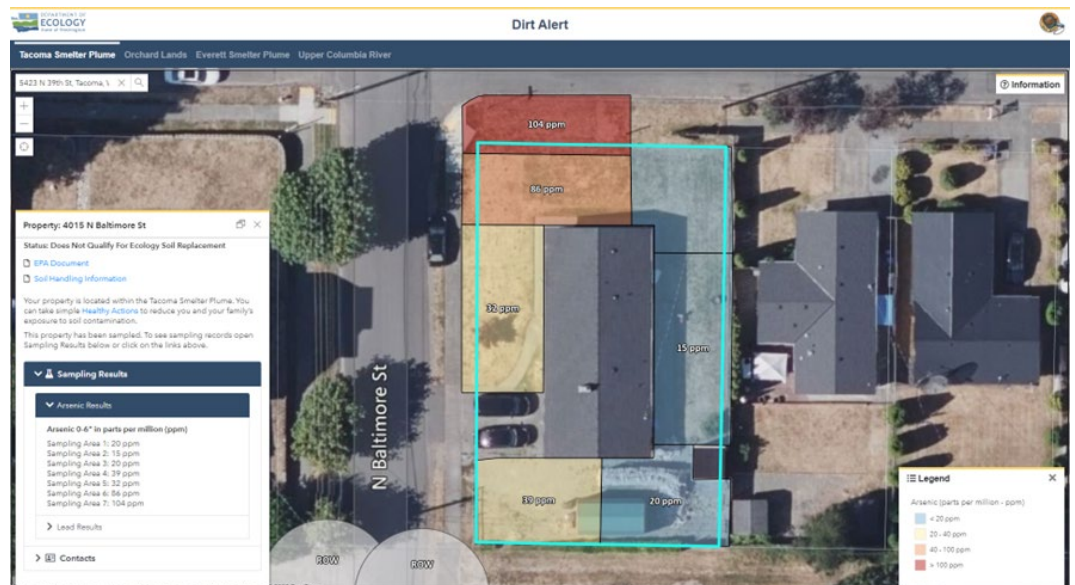 DEPARTMENT OF
ECOLOGY
State of Washington
Dirt Alert
Tacoma Smelter Plume Orchard Lands Everett Smelter Plume Upper Columbia River
5423 N 39th St, Tacoma, \
Information
104 ppm
86 ppm
32 ppm
15 ppm
39 ppm
20 ppm
N Baltimore St
ROW
ROW
Property: 4015 N Baltimore St
Status: Does Not Qualify For Ecology Soil Replacement
EPA Document
Soil Handling Information
Your property is located within the Tacoma Smelter Plume. You
can take simple Healthy Actions to reduce you and your family's
exposure to soil contamination.
This property has been sampled. To see sampling records open
Sampling Results below or click on the links above.
Sampling Results
Arsenic Results
Arsenic 0-6" in parts per million (ppm)
Sampling Area 1: 20 ppm
Sampling Area 2: 15 ppm
Sampling Area 3: 20 ppm
Sampling Area 4: 39 ppm
Sampling Area 5: 32 ppm
Sampling Area 6: 86 ppm
Sampling Area 7: 104 ppm
Lead Results
Contacts
Legend
Arsenic (parts per million - ppm)
< 20 ppm
20 - 40 ppm
40 - 100 ppm
> 100 ppm